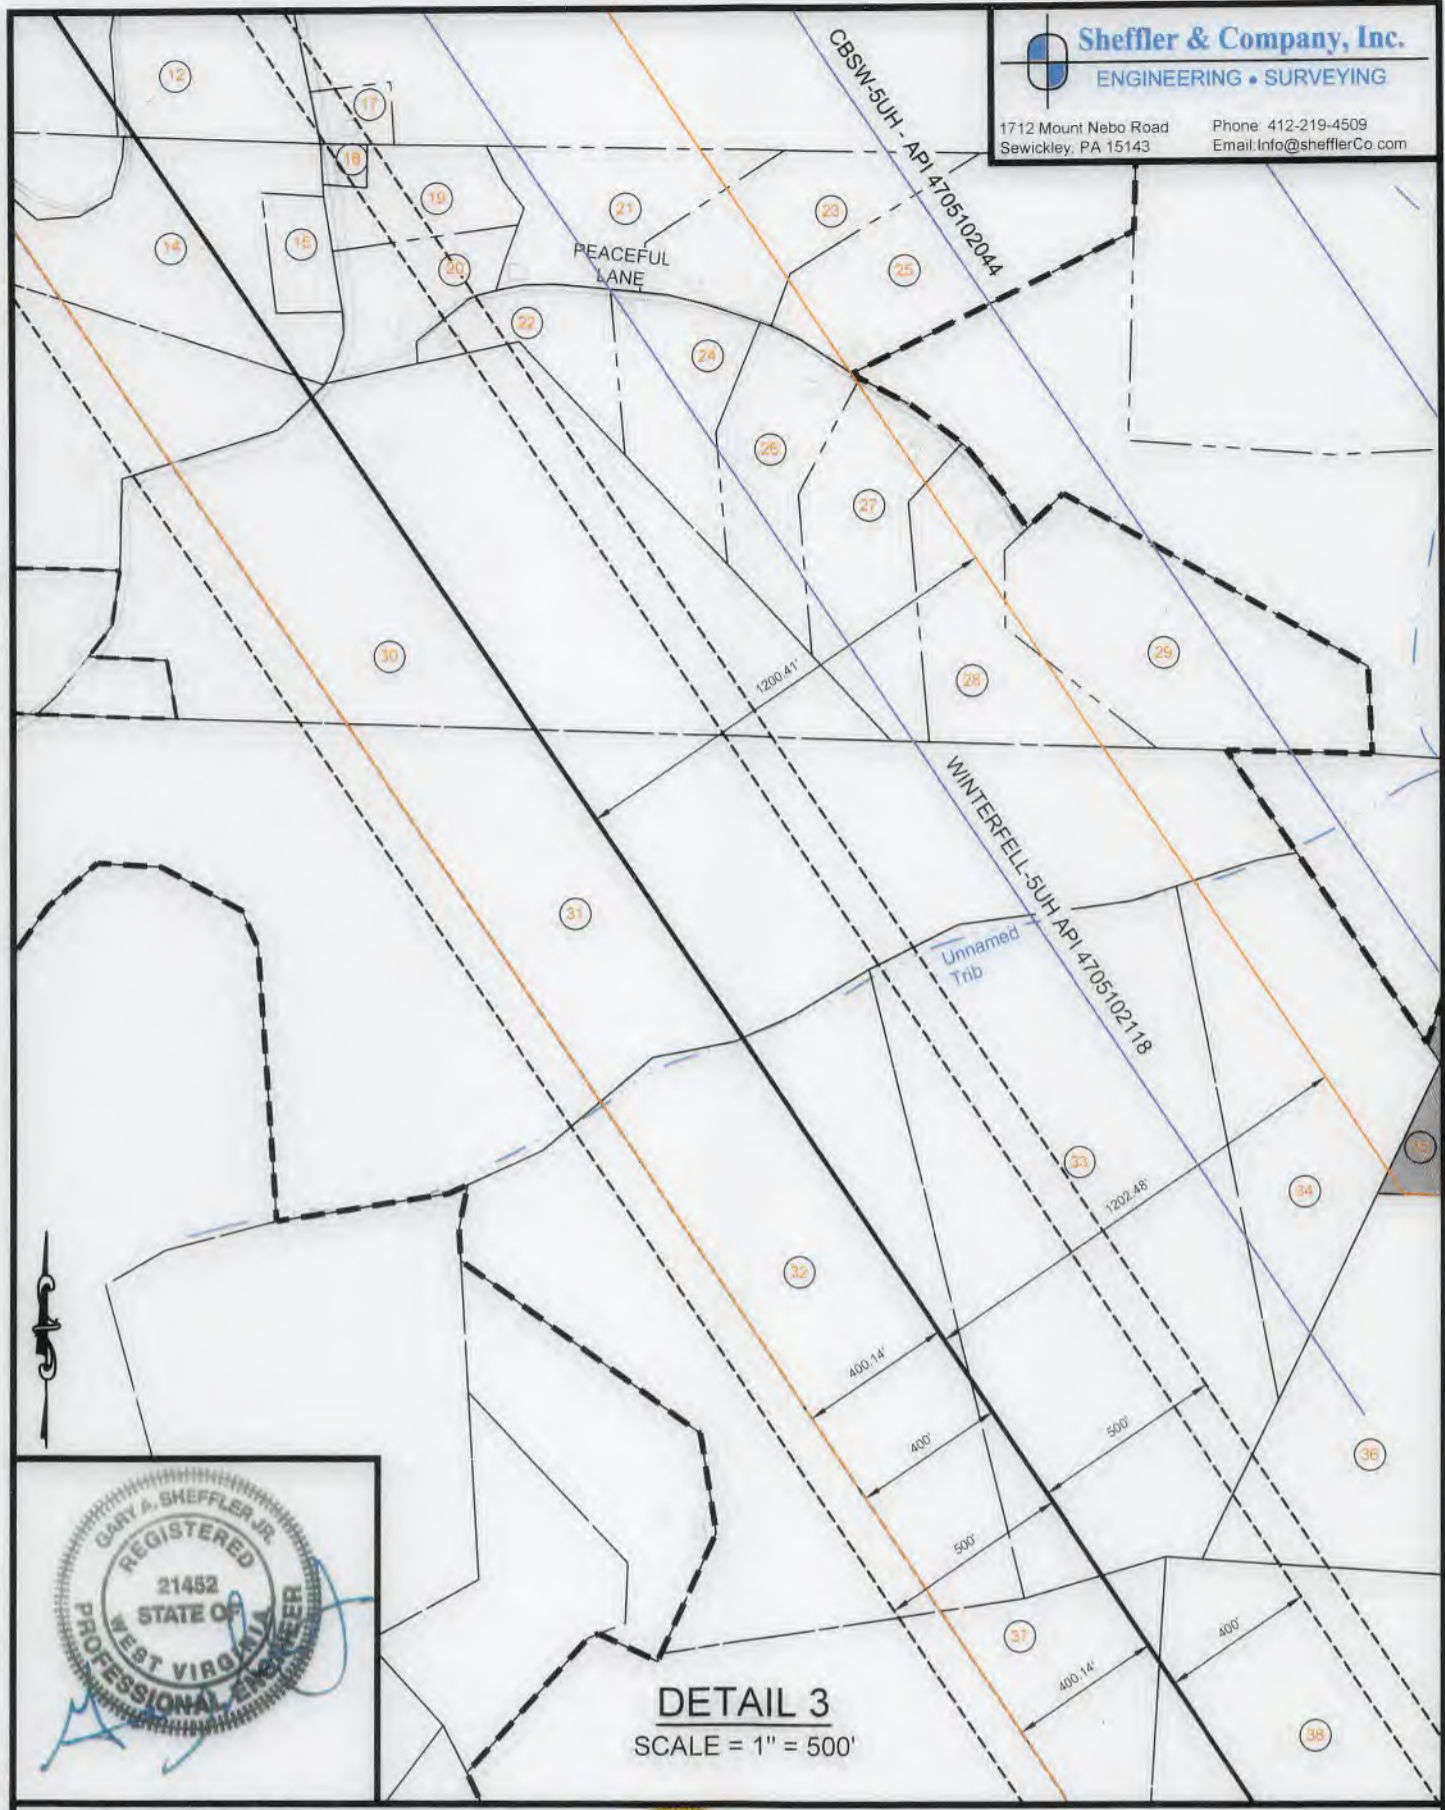 Sheffler & Company, Inc.
ENGINEERING • SURVEYING
1712 Mount Nebo Road
Sewickley, PA 15143
Phone: 412-219-4509
Email:Info@shefflerCo.com
CBSW-5UH - API 4705102044
12
17
18
19
14
15
20
21
23
25
PEACEFUL
LANE
22
24
26
27
30
1200.41'
28
29
WINTERFELL-5UH API 4705102118
31
Unnamed
Trib
33
1202.48'
34
32
400.14'
400'
500'
36
500'
37
400.14'
400'
38
GARY A. SHEFFLER JR.
REGISTERED
21452
STATE OF
WEST VIRGINIA
PROFESSIONAL ENGINEER
DETAIL 3
SCALE = 1" = 500'